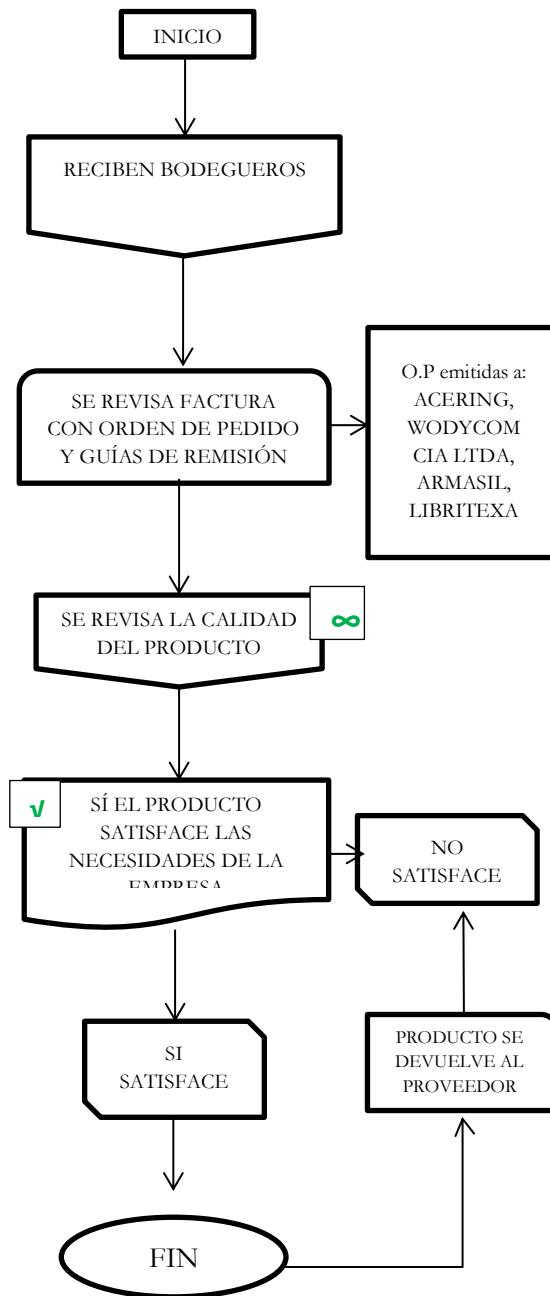 INICIO
RECIBEN BODEGUEROS
SE REVISA FACTURA
CON ORDEN DE PEDIDO
Y GUÍAS DE REMISIÓN
O.P emitidas a:
ACERING,
WODYCOM
CIA LTDA,
ARMASIL,
LIBRITEXA
SE REVISA LA CALIDAD
DEL PRODUCTO
∞
√
SÍ EL PRODUCTO
SATISFACE LAS
NECESIDADES DE LA
EMPRESA
NO
SATISFACE
SI
SATISFACE
PRODUCTO SE
DEVUELVE AL
PROVEEDOR
FIN